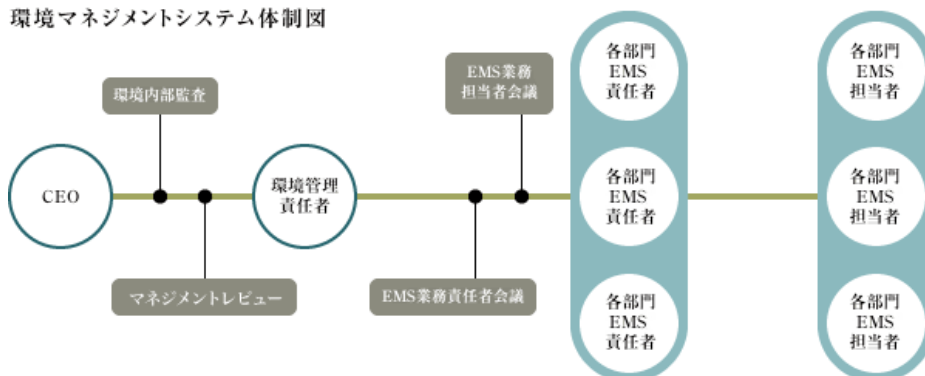 環境マネジメントシステム体制図
環境内部監査
EMS業務
担当者会議
CEO
環境管理
責任者
マネジメントレビュー
EMS業務責任者会議
各部門
EMS
責任者
各部門
EMS
責任者
各部門
EMS
責任者
各部門
EMS
担当者
各部門
EMS
担当者
各部門
EMS
担当者